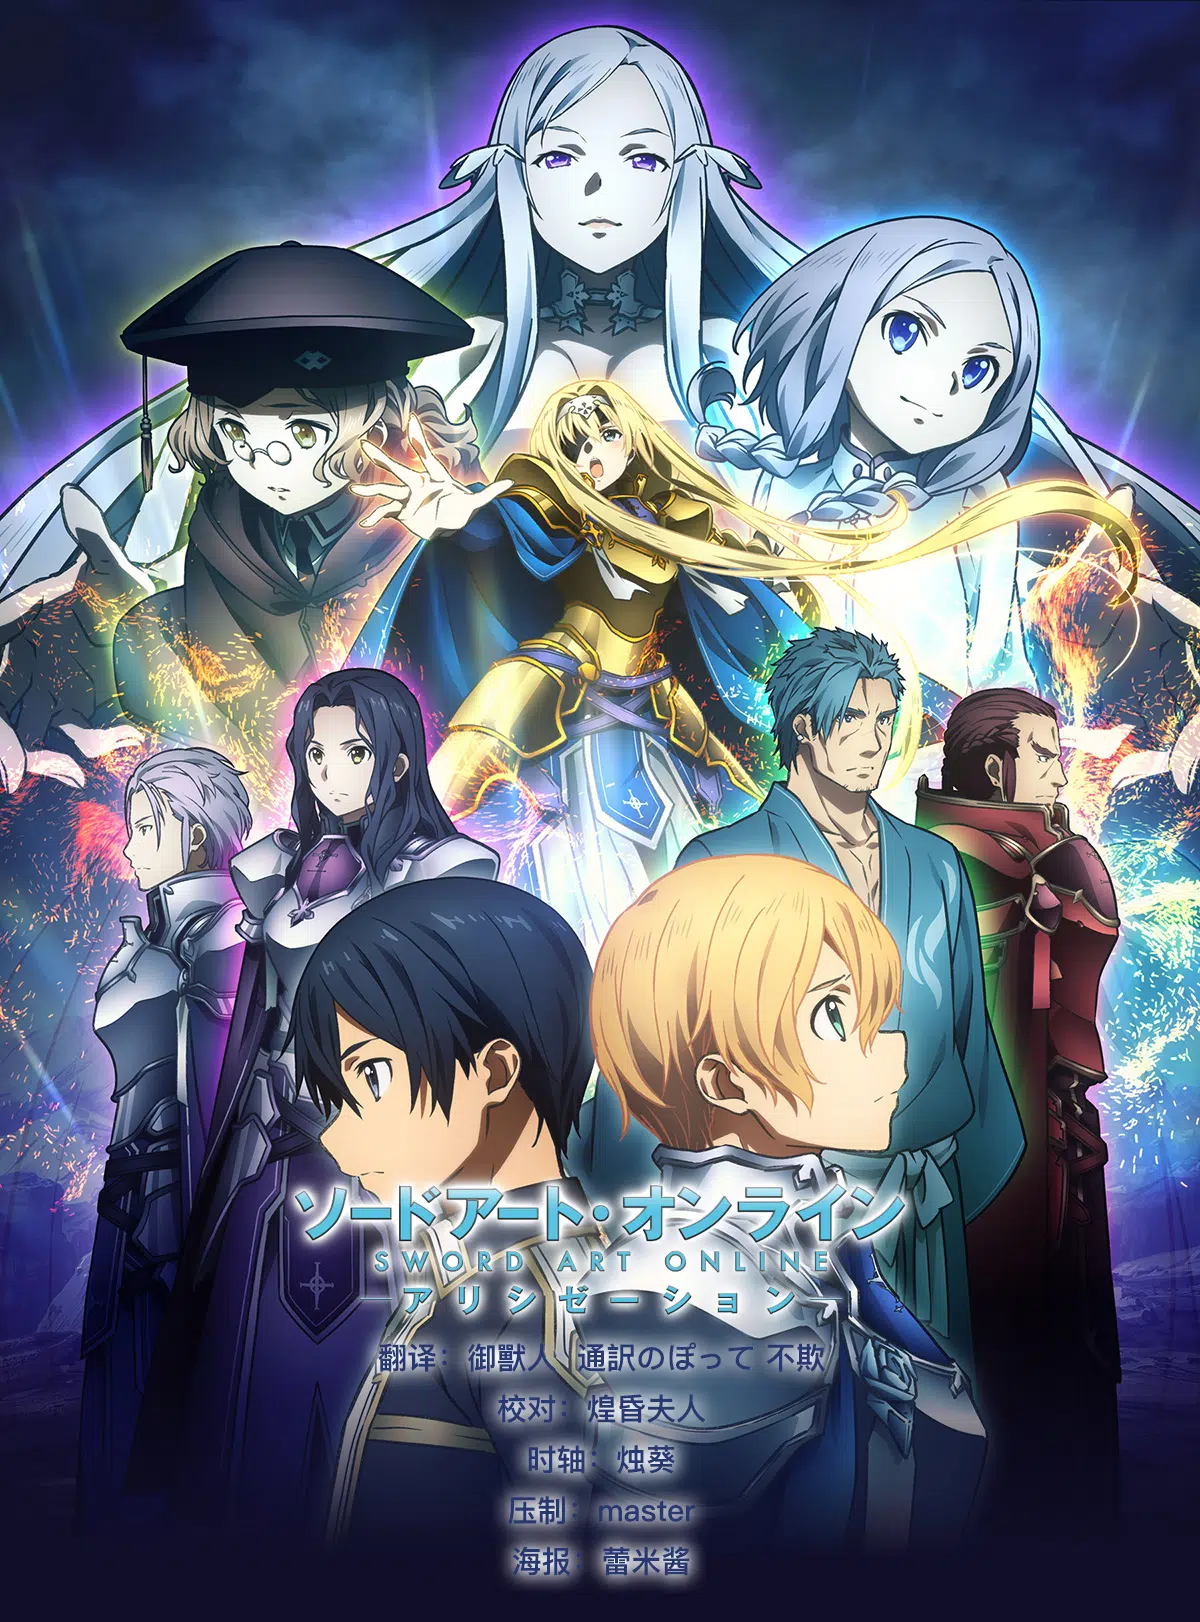 ソードアート・オンライン
SWORD ART ONLINE
アリシゼーション
翻译：御獸人 通訳のぽって 不欺
校对：煌昏夫人
时轴：烛葵
压制：master
海报：蕾米酱